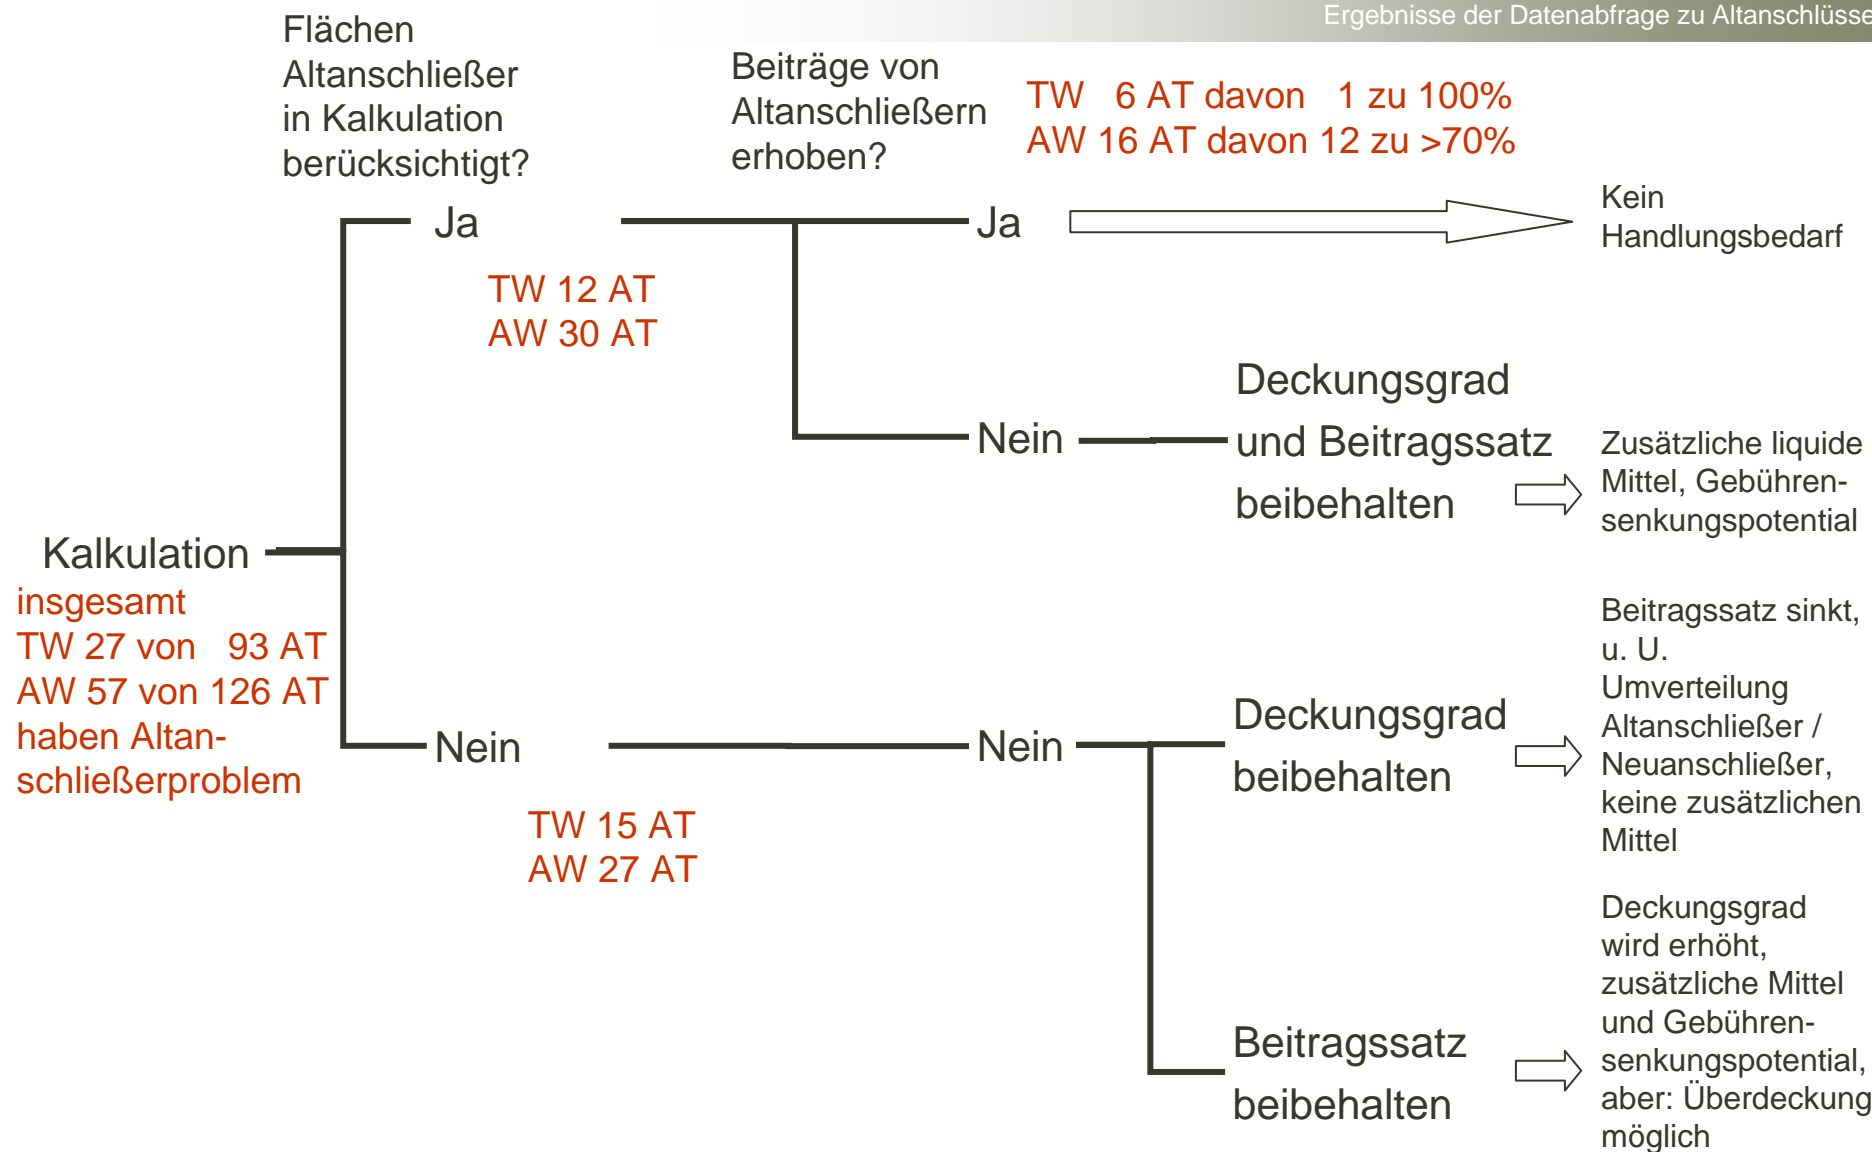 Ergebnisse der Datenabfrage zu Altanschlüsse
Flächen
Altanschließer
in Kalkulation
berücksichtigt?
Beiträge von
Altanschließern
erhoben?
TW 6 AT davon 1 zu 100%
AW 16 AT davon 12 zu >70%
Ja
Ja
Kein
Handlungsbedarf
TW 12 AT
AW 30 AT
Nein
Deckungsgrad
und Beitragssatz
beibehalten
Zusätzliche liquide
Mittel, Gebühren-
senkungspotential
Kalkulation
insgesamt
TW 27 von 93 AT
AW 57 von 126 AT
haben Altan-
schließerproblem
Nein
Nein
Deckungsgrad
beibehalten
Beitragssatz sinkt,
u. U.
Umverteilung
Altanschließer /
Neuanschließer,
keine zusätzlichen
Mittel
TW 15 AT
AW 27 AT
Beitragssatz
beibehalten
Deckungsgrad
wird erhöht,
zusätzliche Mittel
und Gebühren-
senkungspotential,
aber: Überdeckung
möglich